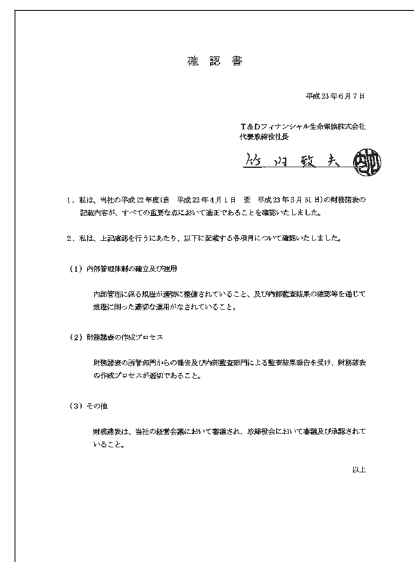 確 認 書
平成23年6月7日
T&Dフィナンシャル生命保険株式会社
代表取締役社長
竹内 致夫
1. 私は、当社の平成22年度(自 平成22年4月1日 至 平成23年3月31日)の財務諸表の
記載内容が、すべての重要な点において適正であることを確認いたしました。
2. 私は、上記確認を行うにあたり、以下に記載する各項目について確認いたしました。
(1) 内部管理体制の確立及び運用
内部管理に係る規程が適切に整備されていること、及び内部監査結果の確認等を通じて
規程に則った適切な運用がなされていること。
(2) 財務諸表の作成プロセス
財務諸表の所管部門からの報告及び内部監査部門による監査結果報告を受け、財務諸表
の作成プロセスが適切であること。
(3) その他
財務諸表は、当社の経営会議において審議され、取締役会において審議及び承認されて
いること。
以上